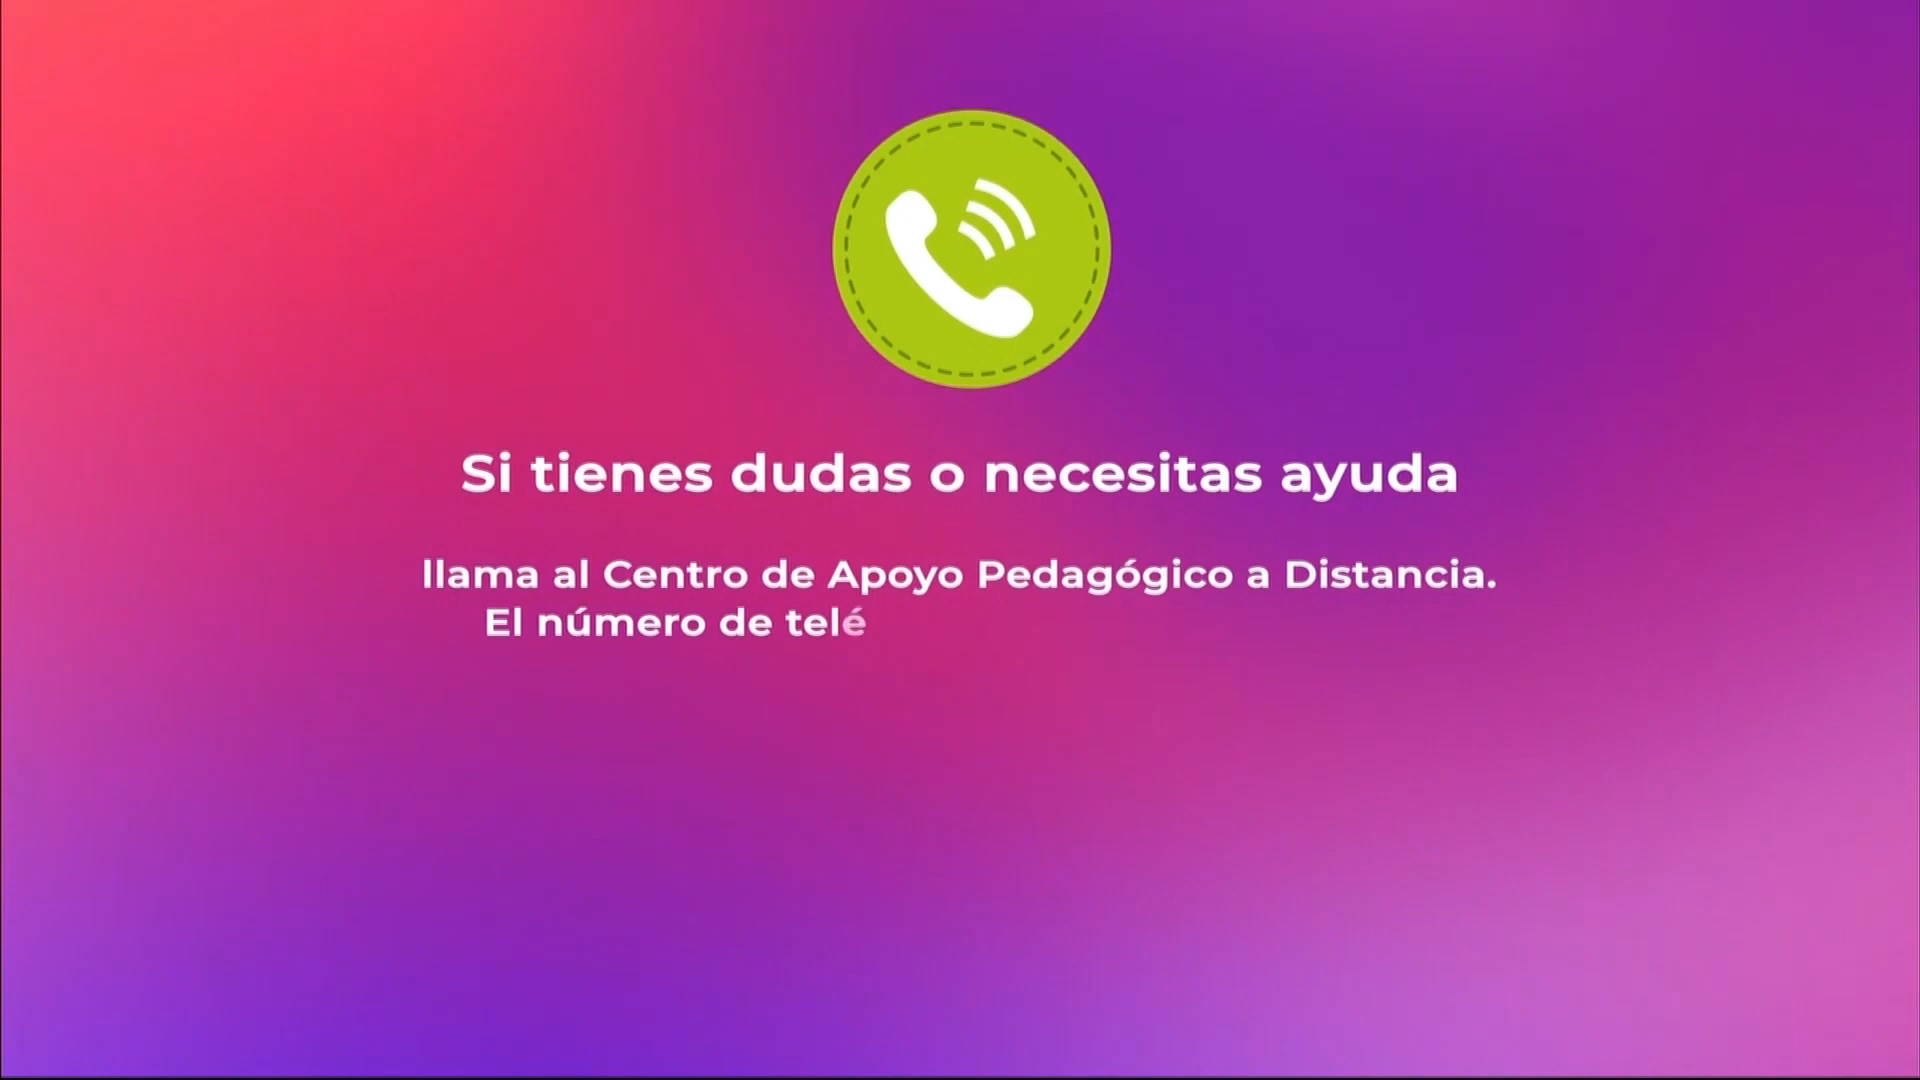 Si tienes dudas o necesitas ayuda
llama al Centro de Apoyo Pedagógico a Distancia.
El número de telé